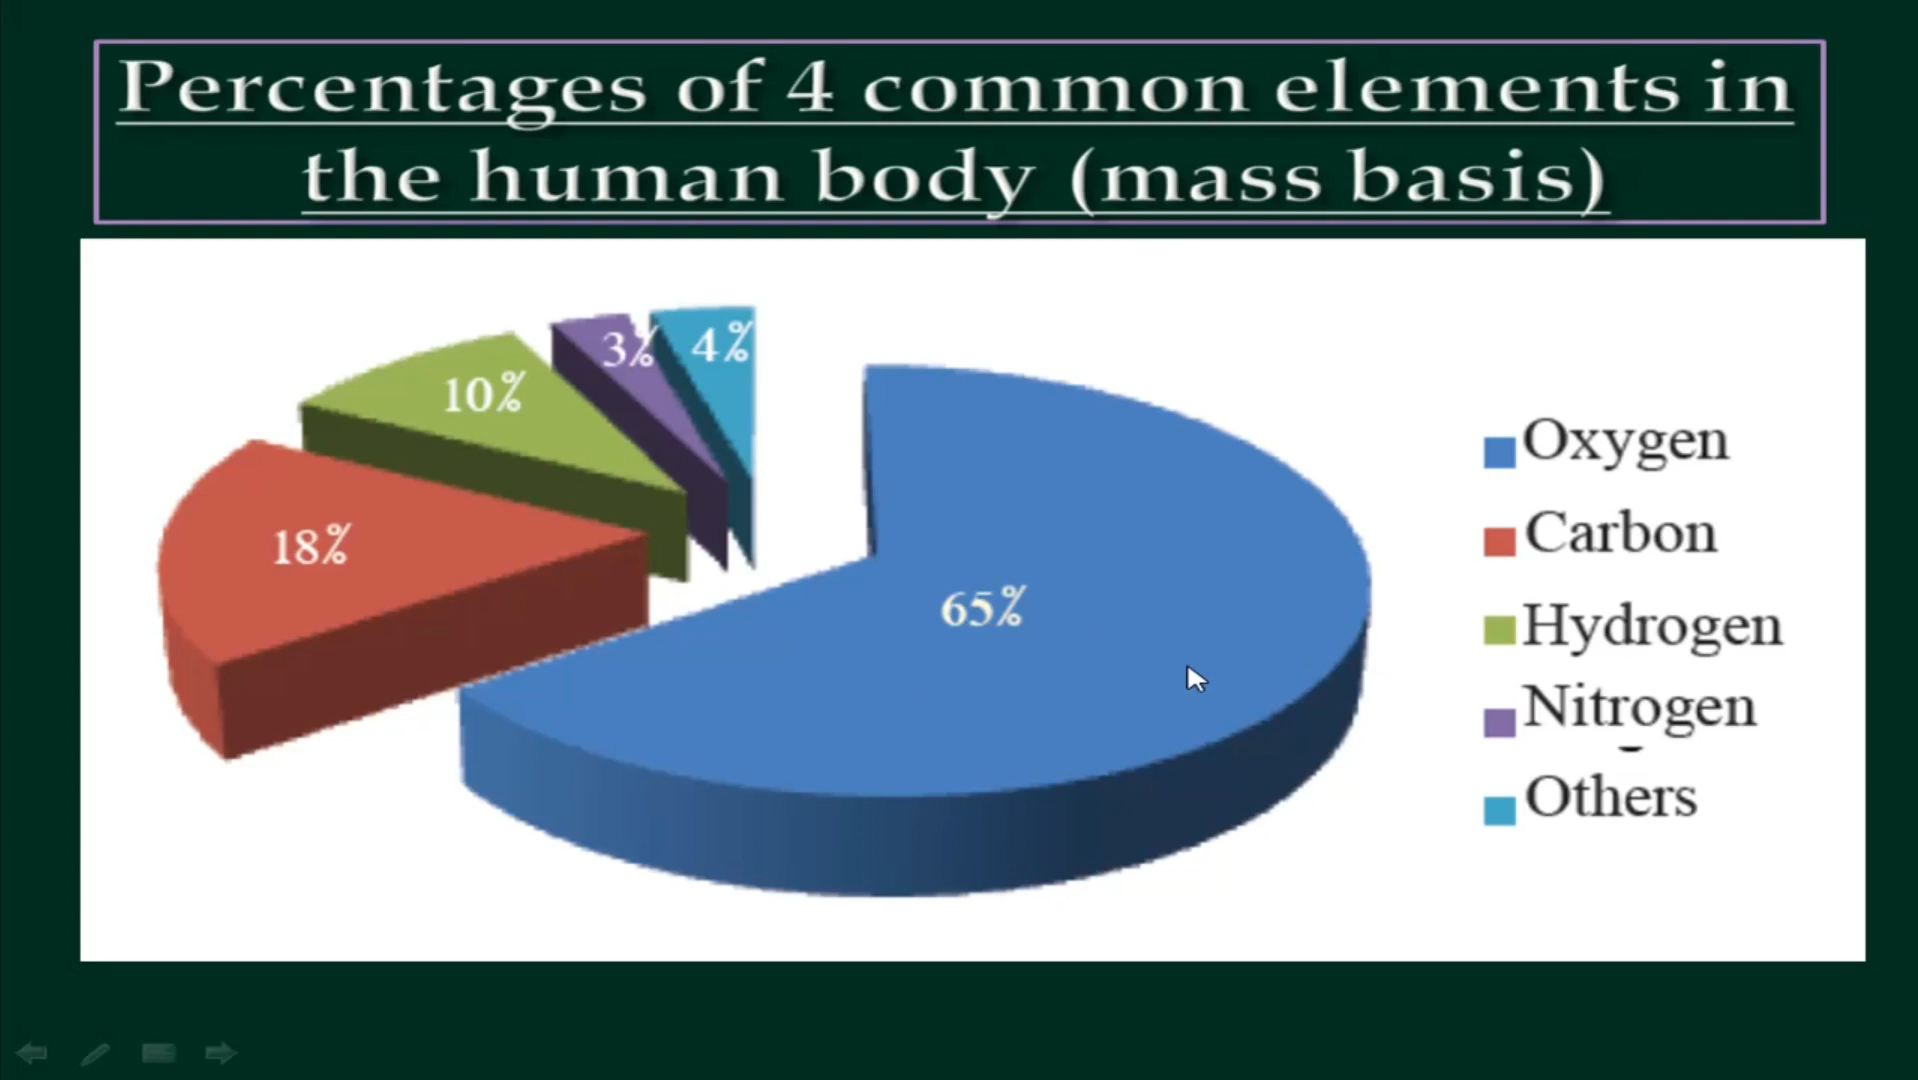 Percentages of 4 common elements in
the human body (mass basis)
3%
4%
10%
18%
65%
Oxygen
Carbon
Hydrogen
Nitrogen
Others